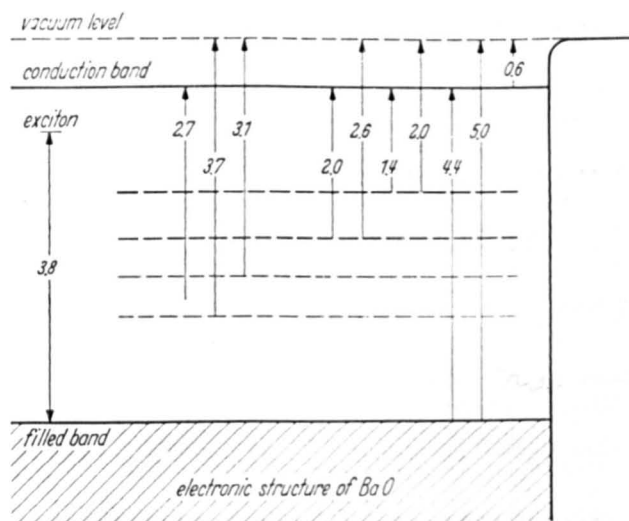 vacuum level
conduction band
0,6
exciton
2,7
3,1
2,6
2,0
5,0
3,7
2,0
1,4
4,4
3,8
filled band
electronic structure of BaO